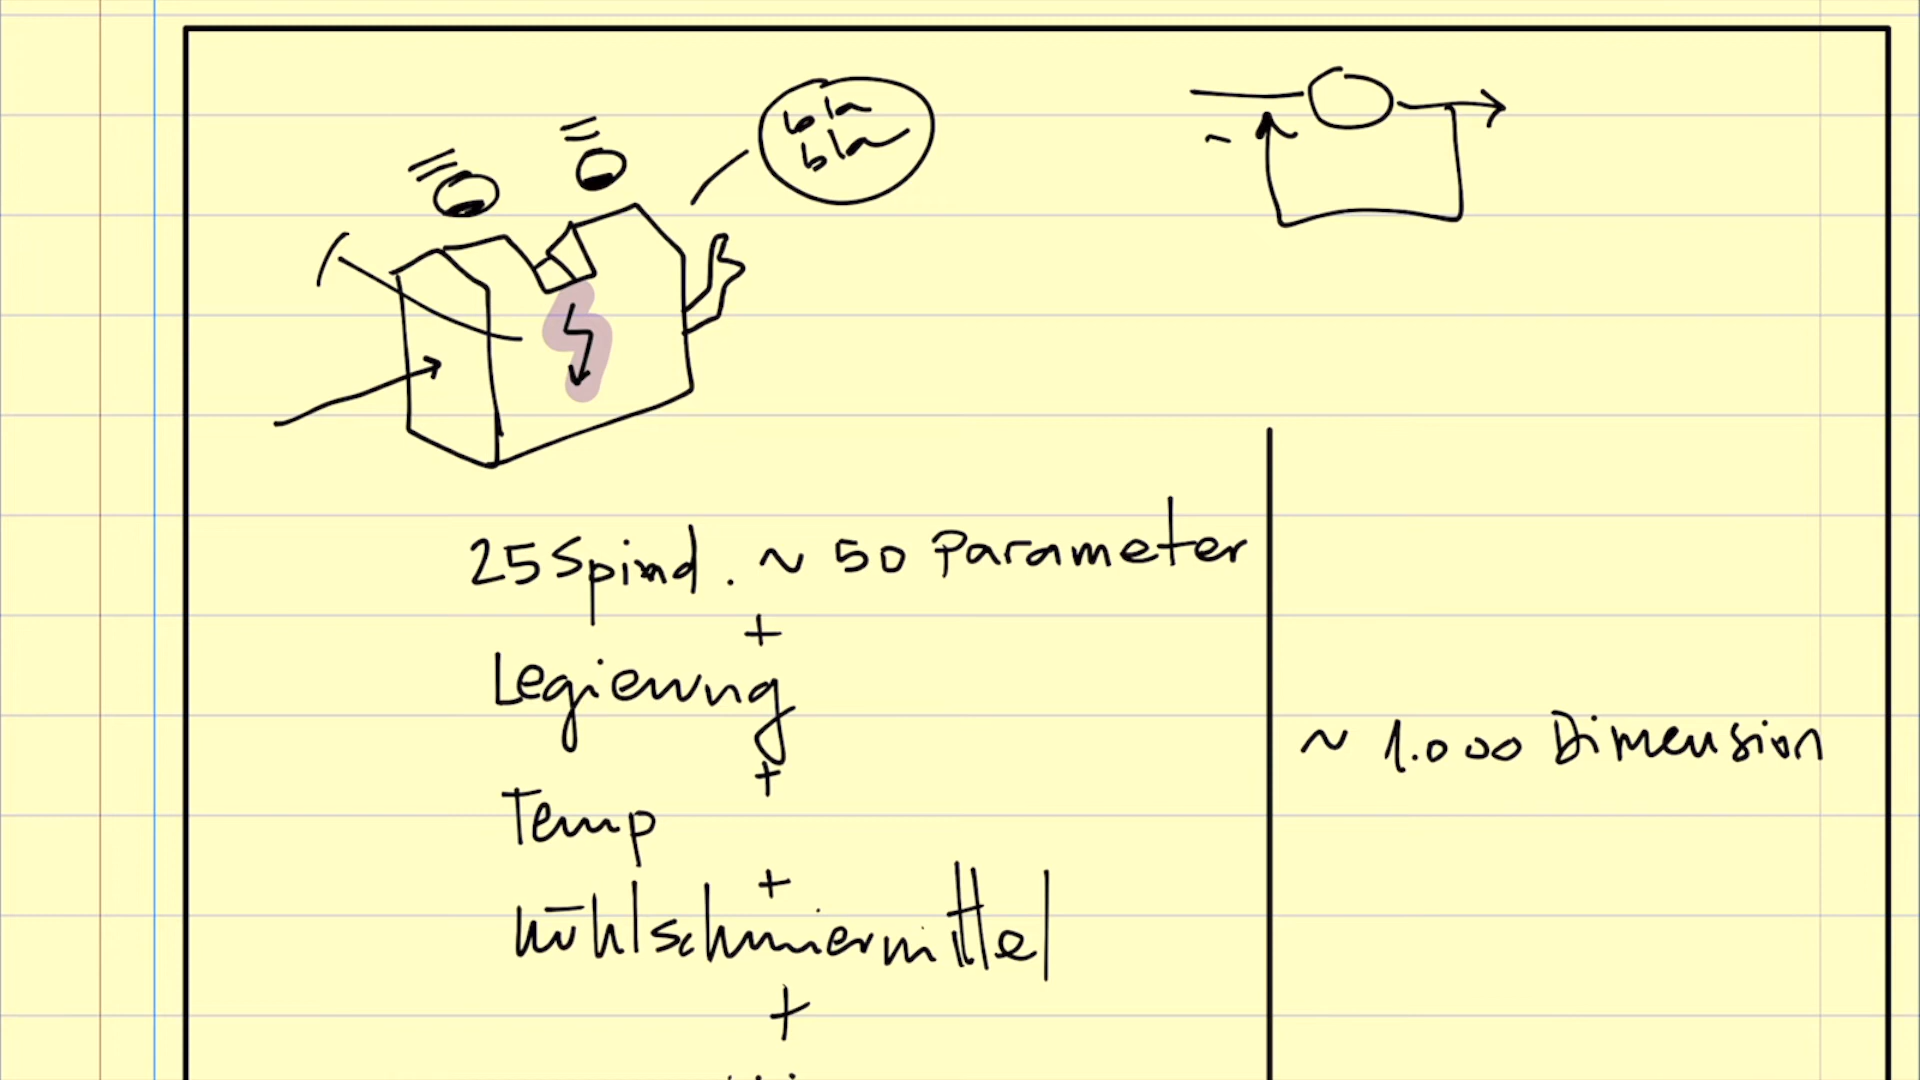 bla
bla
-
25 Spind. ~ 50 Parameter
+
Legierung
+
Temp
+
Kühlschmiermittel
+
~ 1.000 Dimension